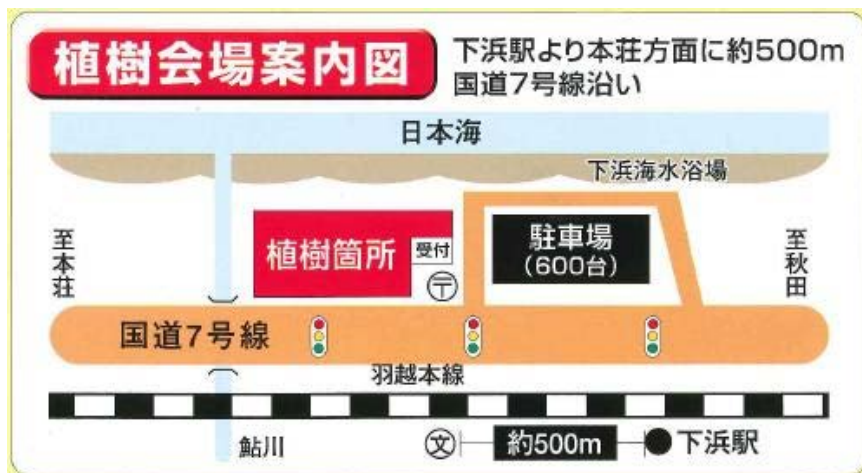 植樹会場案内図
下浜駅より本荘方面に約500m
国道7号線沿い
日本海
下浜海水浴場
至本荘
植樹箇所
受付
〒
駐車場
(600台)
至秋田
国道7号線
羽越本線
鮎川
文
約500m
下浜駅